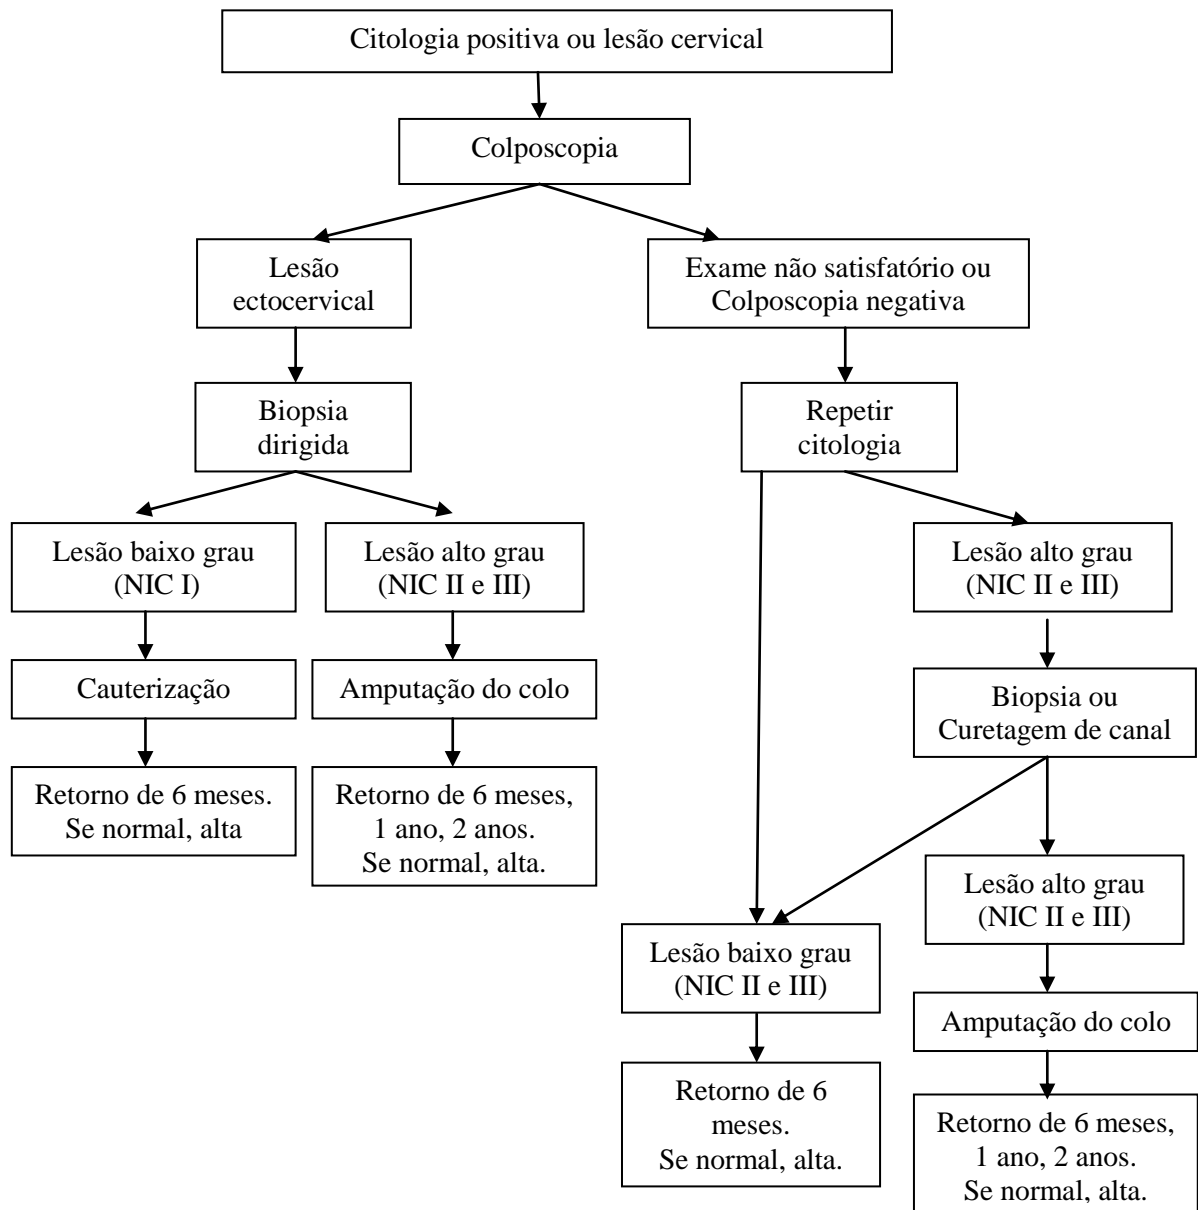 Citologia positiva ou lesão cervical
Colposcopia
Lesão
ectocervical
Exame não satisfatório ou
Colposcopia negativa
Biopsia
dirigida
Repetir
citologia
Lesão baixo grau
(NIC I)
Lesão alto grau
(NIC II e III)
Lesão alto grau
(NIC II e III)
Cauterização
Amputação do colo
Biopsia ou
Curetagem de canal
Retorno de 6 meses.
Se normal, alta
Retorno de 6 meses,
1 ano, 2 anos.
Se normal, alta.
Lesão alto grau
(NIC II e III)
Lesão baixo grau
(NIC II e III)
Amputação do colo
Retorno de 6
meses.
Se normal, alta.
Retorno de 6 meses,
1 ano, 2 anos.
Se normal, alta.